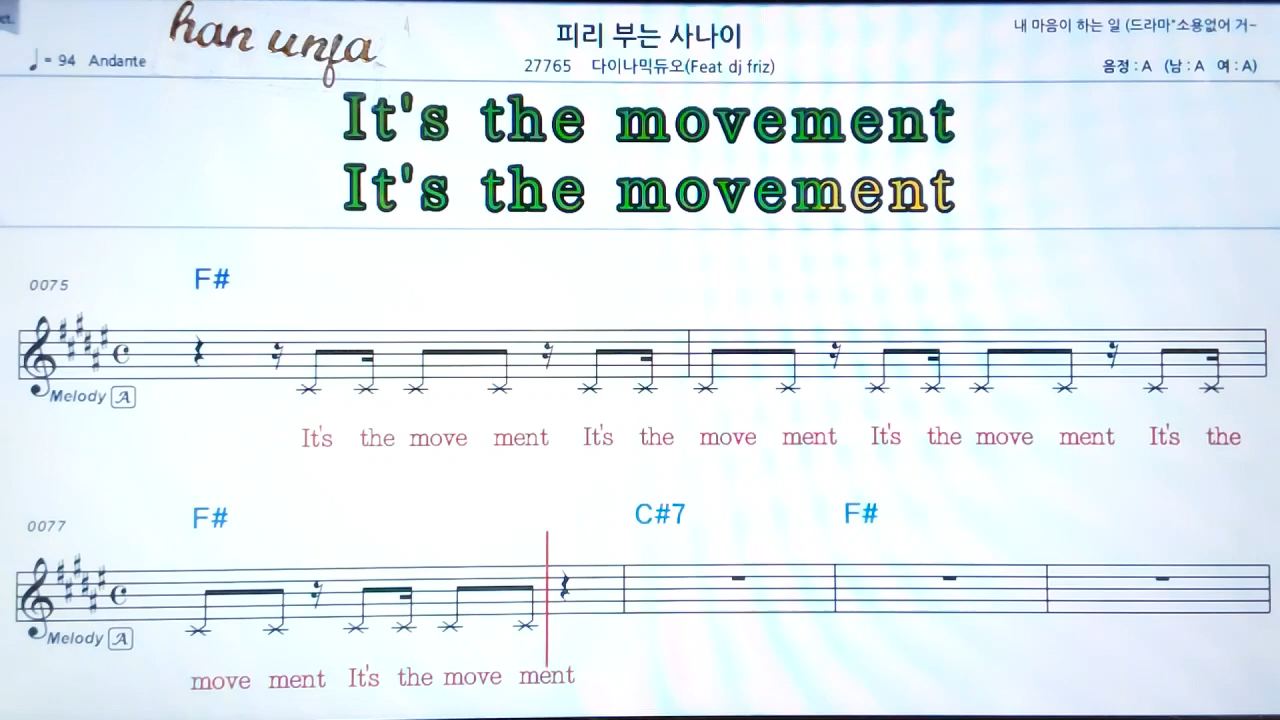 ct.
han unfa
피리 부는 사나이
내 마음이 하는 일 (드라마"소용없어 거~
♩= 94 Andante
27765 다이나믹듀오(Feat dj friz)
음정 : A (남 : A 여 : A)
It's the movement
It's the movement
0075
F#
Melody A
It's the move ment It's the move ment It's the move ment It's the
0077
F# C#7 F#
Melody A
move ment It's the move ment